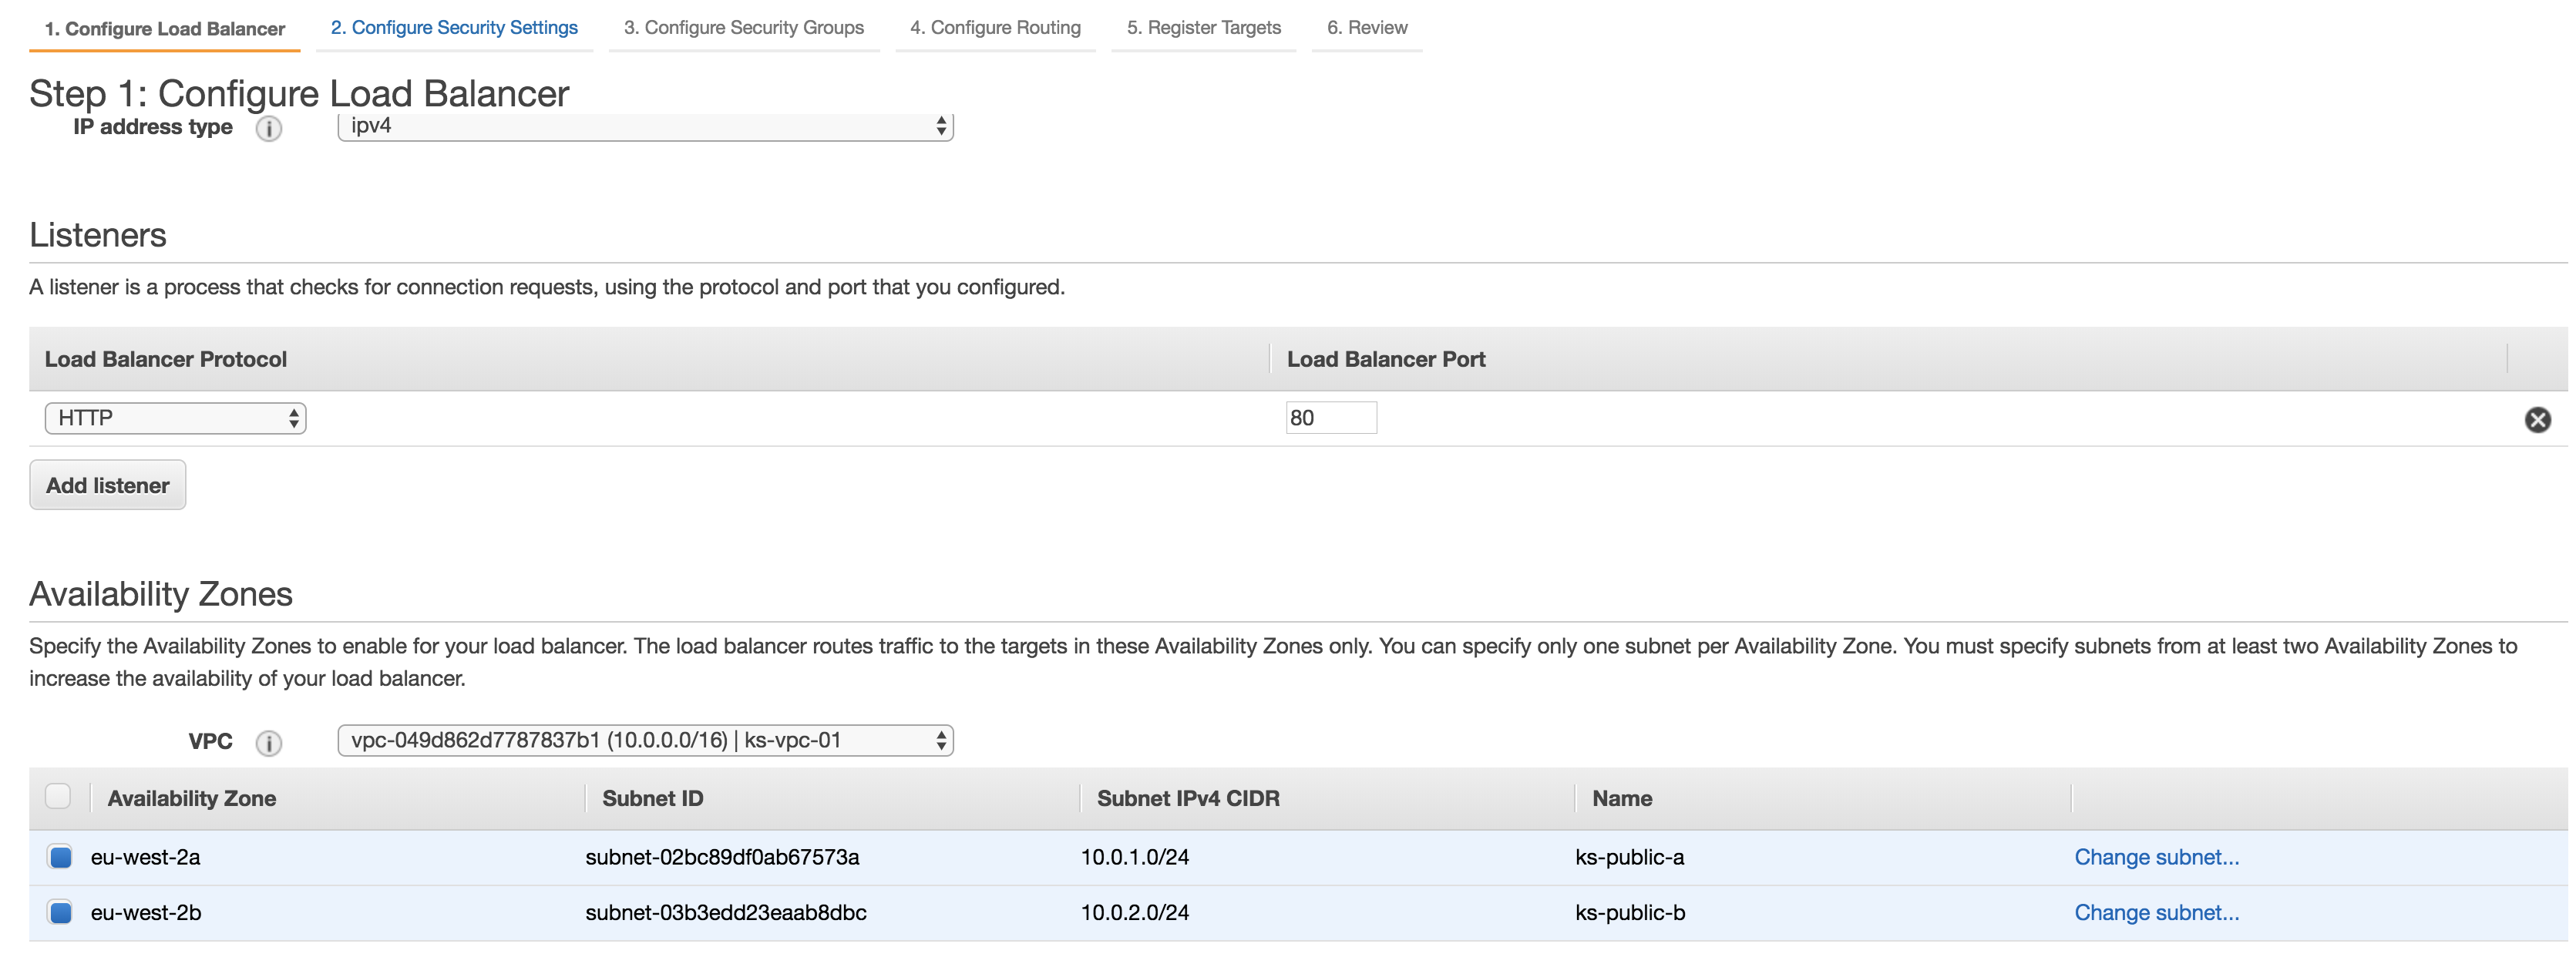 1. Configure Load Balancer 2. Configure Security Settings 3. Configure Security Groups 4. Configure Routing 5. Register Targets 6. Review
Step 1: Configure Load Balancer
IP address type i ipv4
Listeners
A listener is a process that checks for connection requests, using the protocol and port that you configured.
Load Balancer Protocol Load Balancer Port
HTTP 80
Add listener
Availability Zones
Specify the Availability Zones to enable for your load balancer. The load balancer routes traffic to the targets in these Availability Zones only. You can specify only one subnet per Availability Zone. You must specify subnets from at least two Availability Zones to
increase the availability of your load balancer.
VPC i vpc-049d862d7787837b1 (10.0.0.0/16) | ks-vpc-01
Availability Zone Subnet ID Subnet IPv4 CIDR Name
eu-west-2a subnet-02bc89df0ab67573a 10.0.1.0/24 ks-public-a Change subnet...
eu-west-2b subnet-03b3edd23eaab8dbc 10.0.2.0/24 ks-public-b Change subnet...